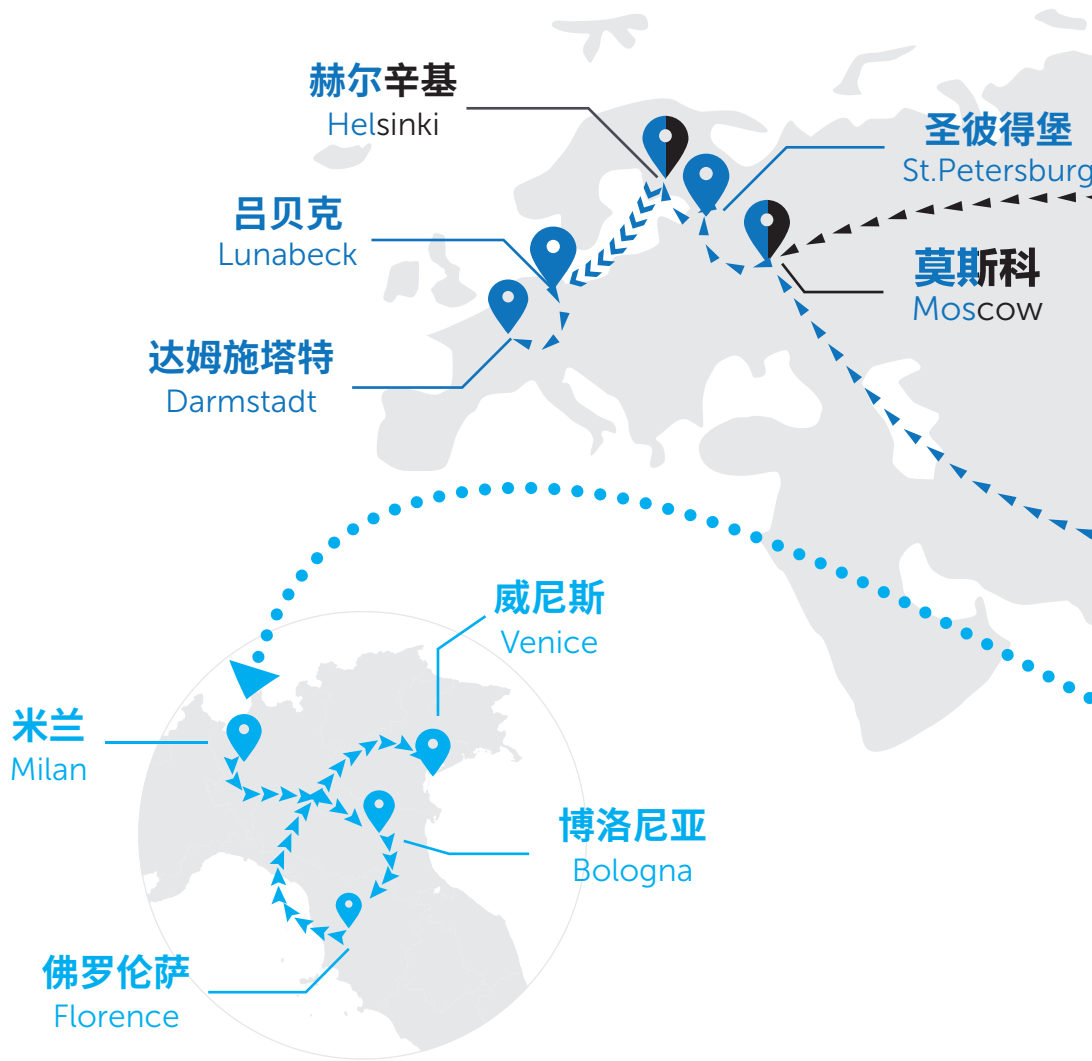 赫尔辛基
Helsinki
圣彼得堡
St.Petersburg
吕贝克
Lunabeck
莫斯科
Moscow
达姆施塔特
Darmstadt
威尼斯
Venice
米兰
Milan
博洛尼亚
Bologna
佛罗伦萨
Florence